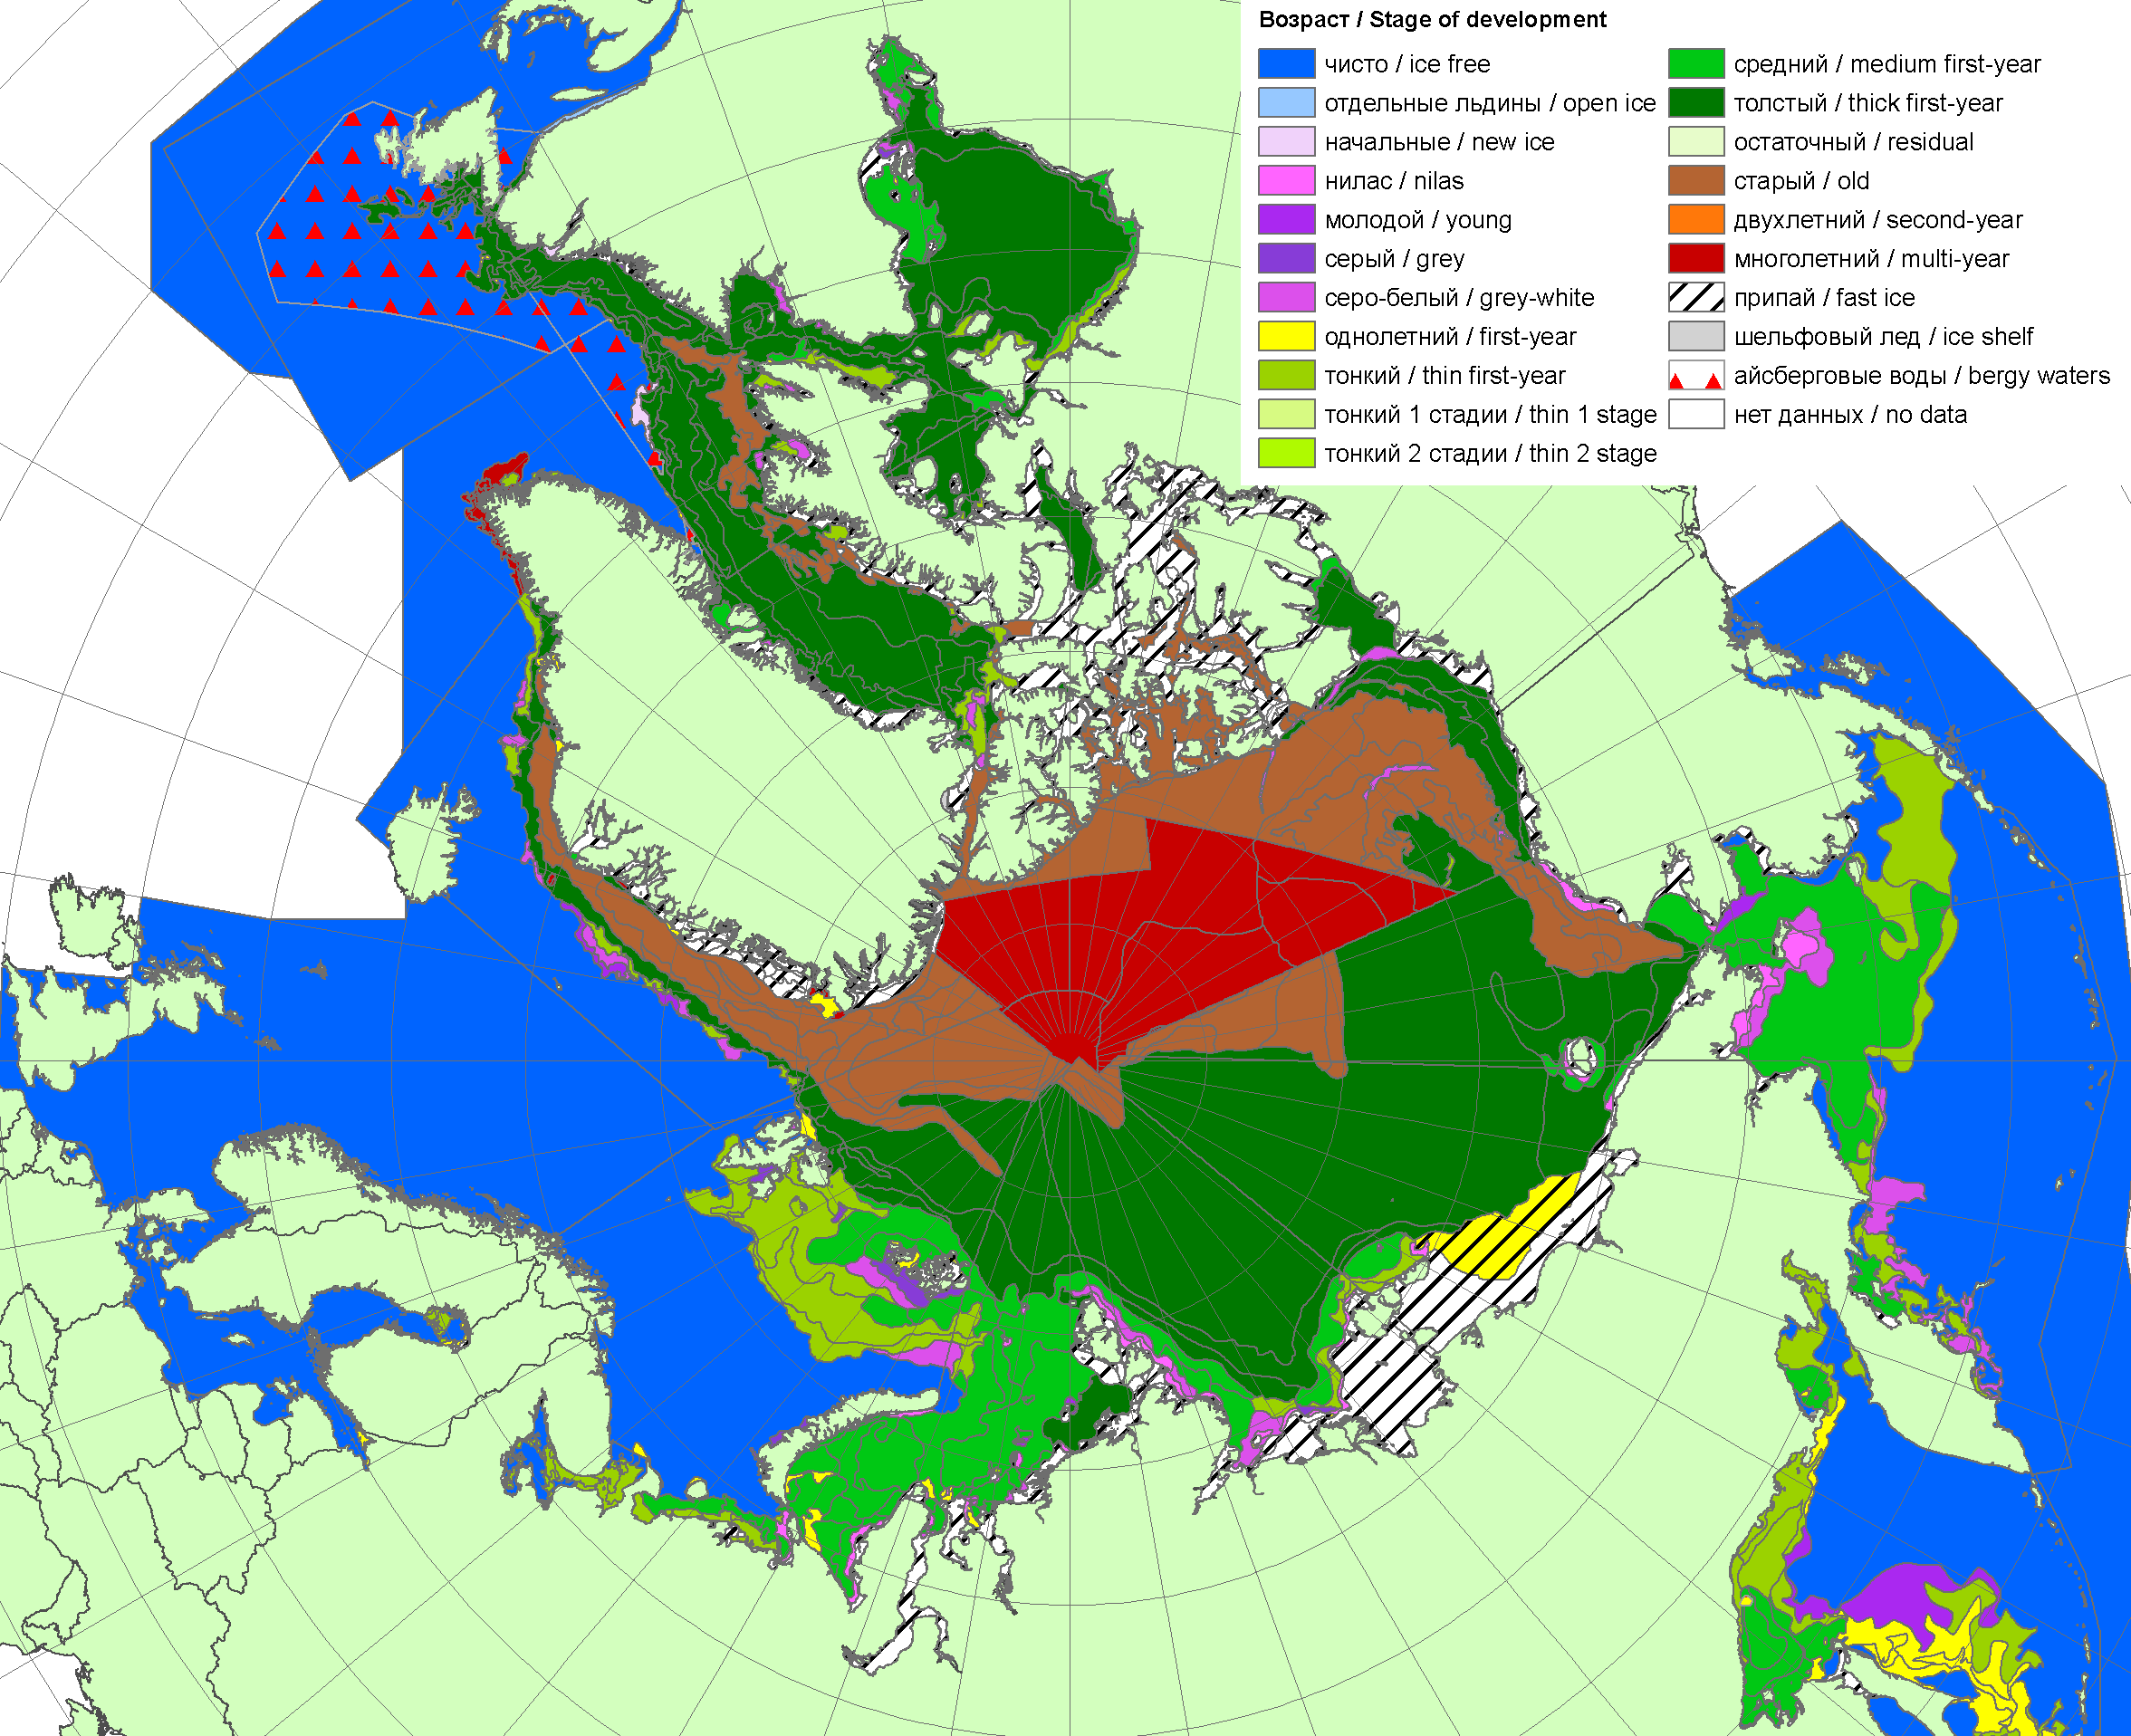 Возраст / Stage of development
чисто / ice free
отдельные льдины / open ice
начальные / new ice
нилас / nilas
молодой / young
серый / grey
серо-белый / grey-white
однолетний / first-year
тонкий / thin first-year
тонкий 1 стадии / thin 1 stage
тонкий 2 стадии / thin 2 stage
средний / medium first-year
толстый / thick first-year
остаточный / residual
старый / old
двухлетний / second-year
многолетний / multi-year
припай / fast ice
шельфовый лед / ice shelf
айсберговые воды / bergy waters
нет данных / no data